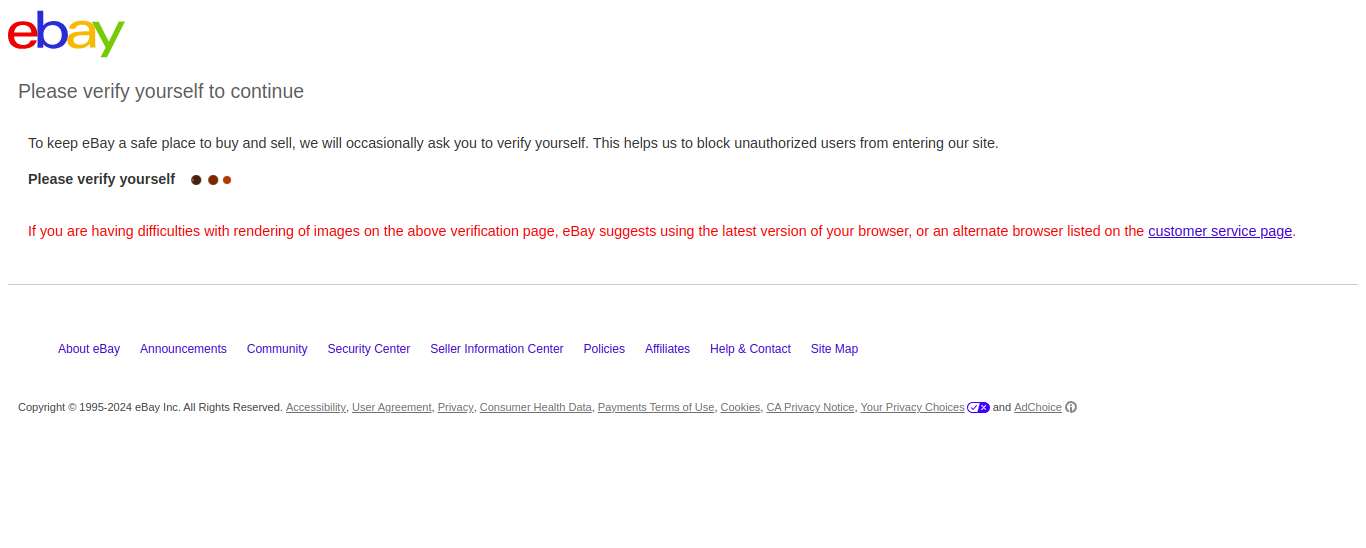 ebay
Please verify yourself to continue
To keep eBay a safe place to buy and sell, we will occasionally ask you to verify yourself. This helps us to block unauthorized users from entering our site.
Please verify yourself
If you are having difficulties with rendering of images on the above verification page, eBay suggests using the latest version of your browser, or an alternate browser listed on the customer service page.
About eBay Announcements Community Security Center Seller Information Center Policies Affiliates Help & Contact Site Map
Copyright © 1995-2024 eBay Inc. All Rights Reserved. Accessibility, User Agreement, Privacy, Consumer Health Data, Payments Terms of Use, Cookies, CA Privacy Notice, Your Privacy Choices and AdChoice